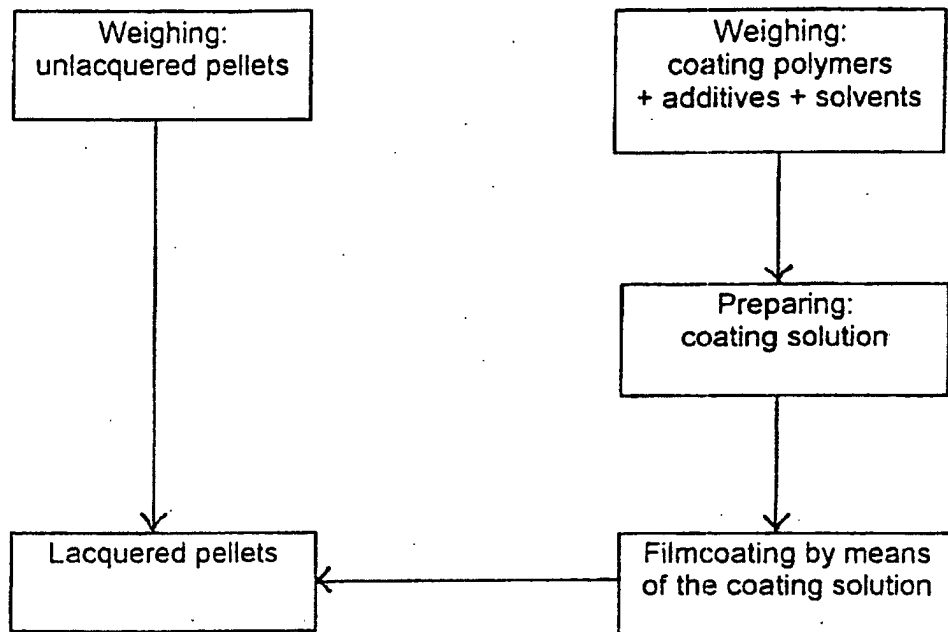 Weighing:
unlacquered pellets
Weighing:
coating polymers
+ additives + solvents
Preparing:
coating solution
Lacquered pellets
Filmcoating by means
of the coating solution